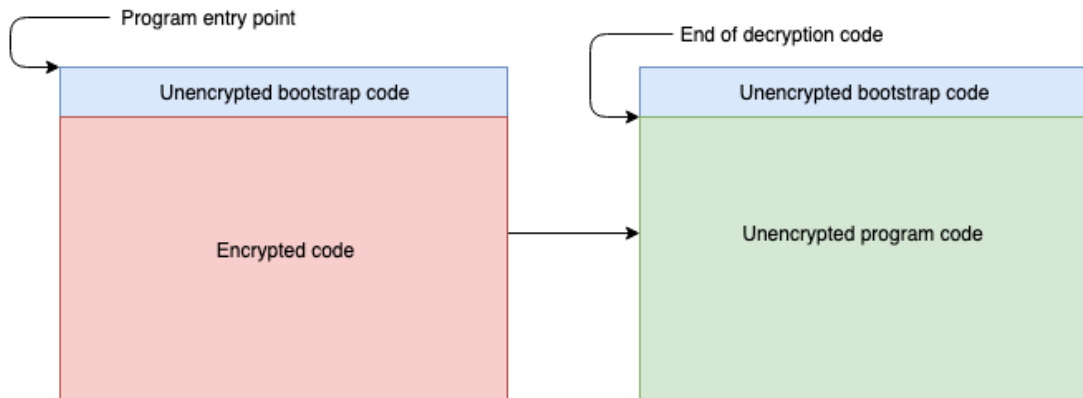 Program entry point
End of decryption code
Unencrypted bootstrap code
Unencrypted bootstrap code
Encrypted code
Unencrypted program code